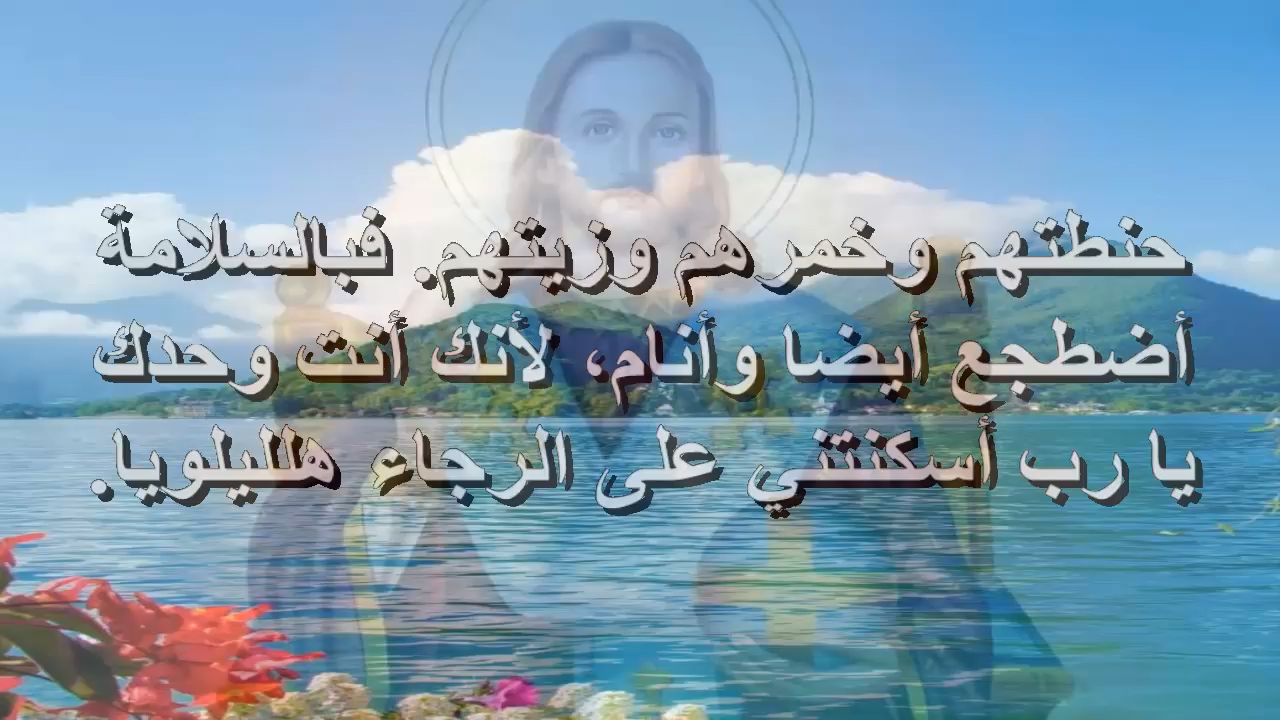 حنطتهم وخمرهم وزيتهم. فبالسلامة
أضطجع أيضا وأنام، لأنك أنت وحدك
يا رب أسكنتني على الرجاء هلليلويا.